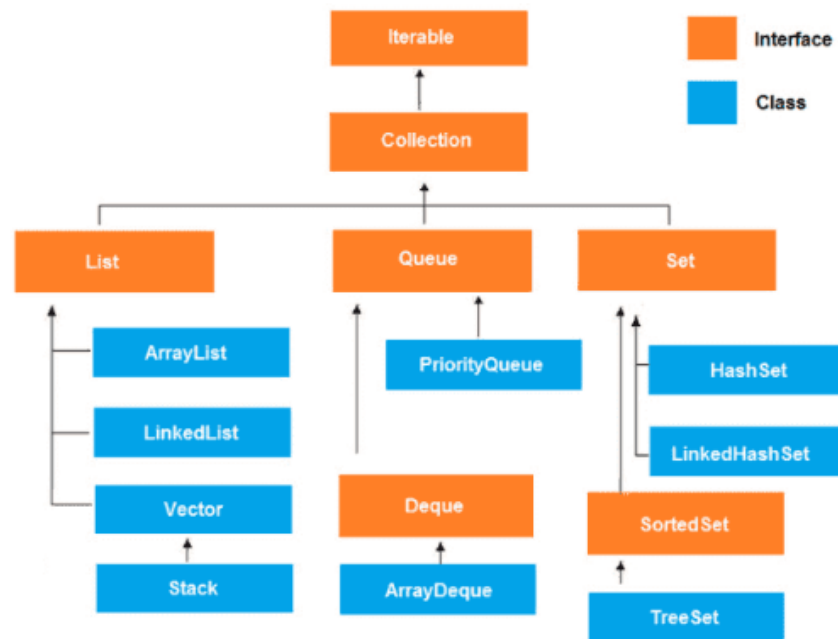 Iterable
Interface
Class
Collection
List
Queue
Set
ArrayList
PriorityQueue
HashSet
LinkedList
LinkedHashSet
Vector
Deque
SortedSet
Stack
ArrayDeque
TreeSet